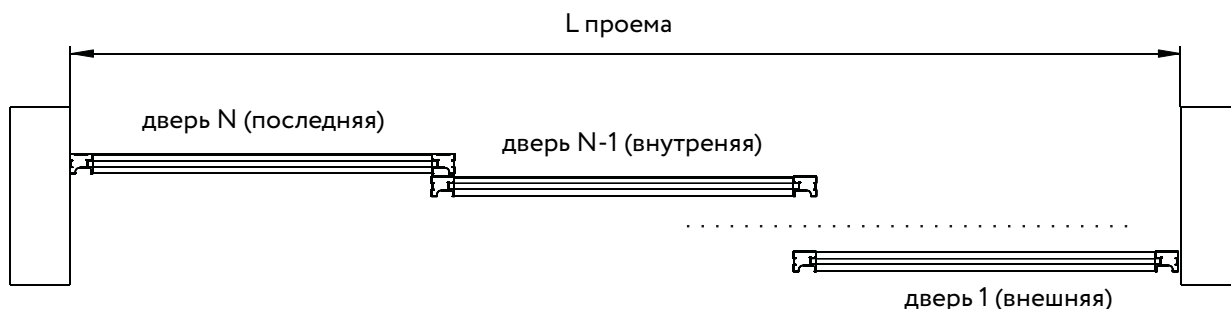 L проема
дверь N (последняя)
дверь N-1 (внутреняя)
дверь 1 (внешняя)